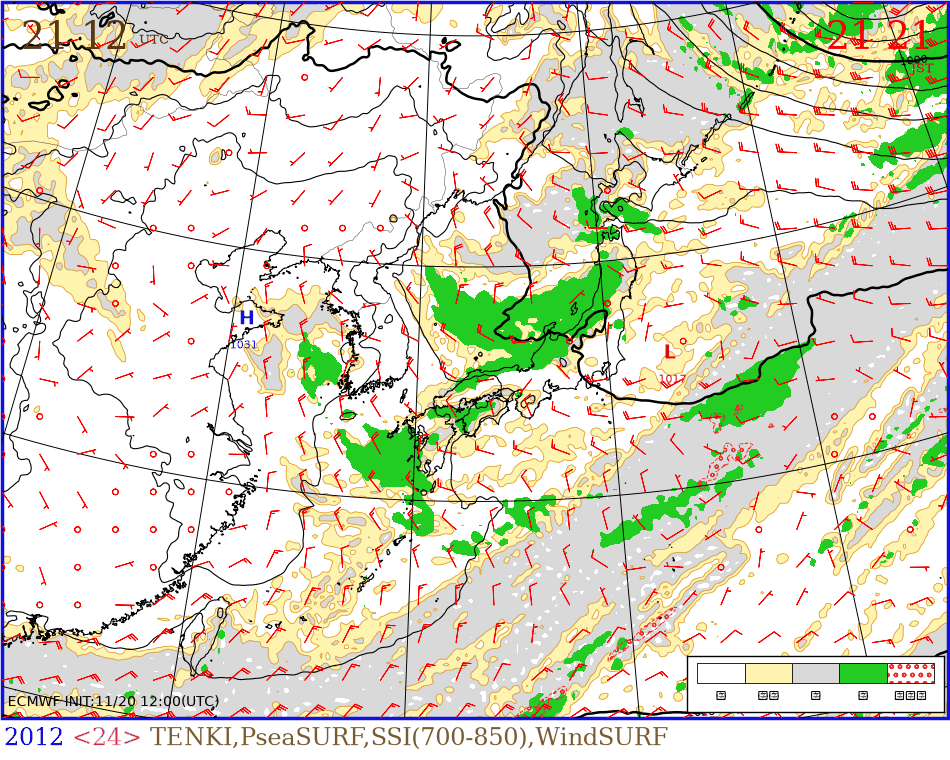 21 12 UTC
21 21
JST
H
1031
L
1017
ECMWF INIT:11/20 12:00(UTC)
2012 <24> TENKI,PseaSURF,SSI(700-850),WindSURF